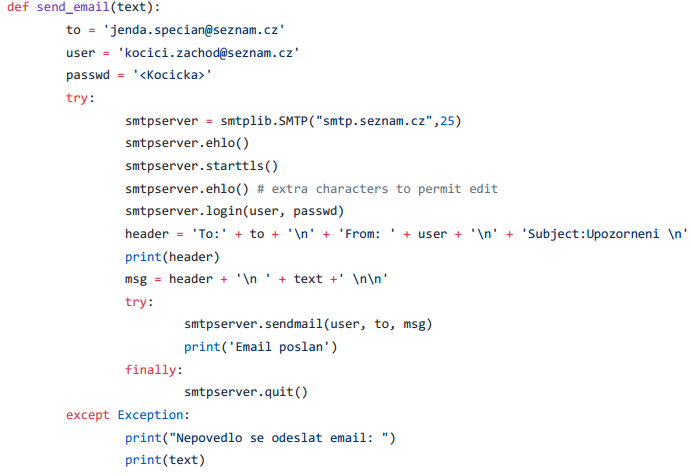 def send_email(text):
to = 'jenda.specian@seznam.cz'
user = 'kocici.zachod@seznam.cz'
passwd = '<Kocicka>'
try:
smtpserver = smtplib.SMTP("smtp.seznam.cz",25)
smtpserver.ehlo()
smtpserver.starttls()
smtpserver.ehlo() # extra characters to permit edit
smtpserver.login(user, passwd)
header = 'To:' + to + '\n' + 'From: ' + user + '\n' + 'Subject:Upozorneni \n'
print(header)
msg = header + '\n ' + text +' \n\n'
try:
smtpserver.sendmail(user, to, msg)
print('Email poslan')
finally:
smtpserver.quit()
except Exception:
print("Nepovedlo se odeslat email: ")
print(text)